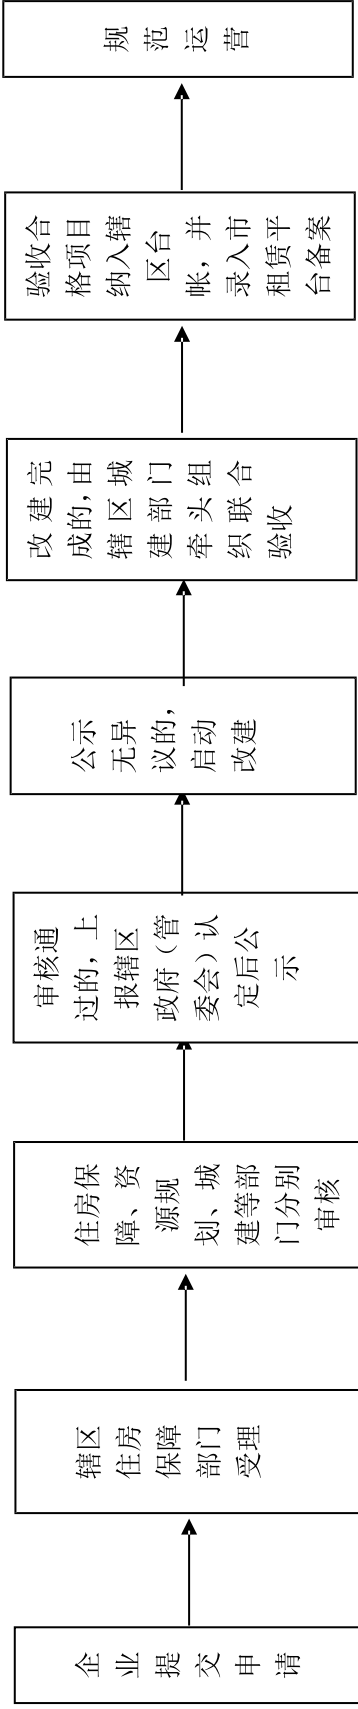 企业提交申请
辖区
住房
保障
部门
受理
住房保
障、资
源规
划、城
建等部
门分别
审核
审核通
过的，上
报辖区
政府（管
委会）认
定后公
示
公示
无异
议的，
启动
改建
改建完
成的，由
辖区城
建部门
牵头组
织联合
验收
验收合
格项目
纳入辖
区台
帐，并
录入市
租赁平
台备案
规范运营